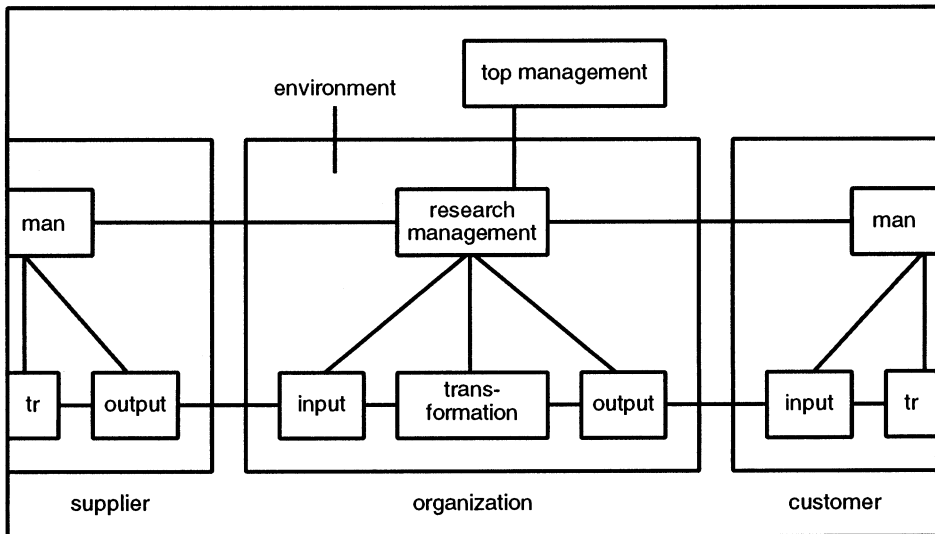 top management
environment
man
research
management
man
tr
output
input
trans-
formation
output
input
tr
supplier
organization
customer